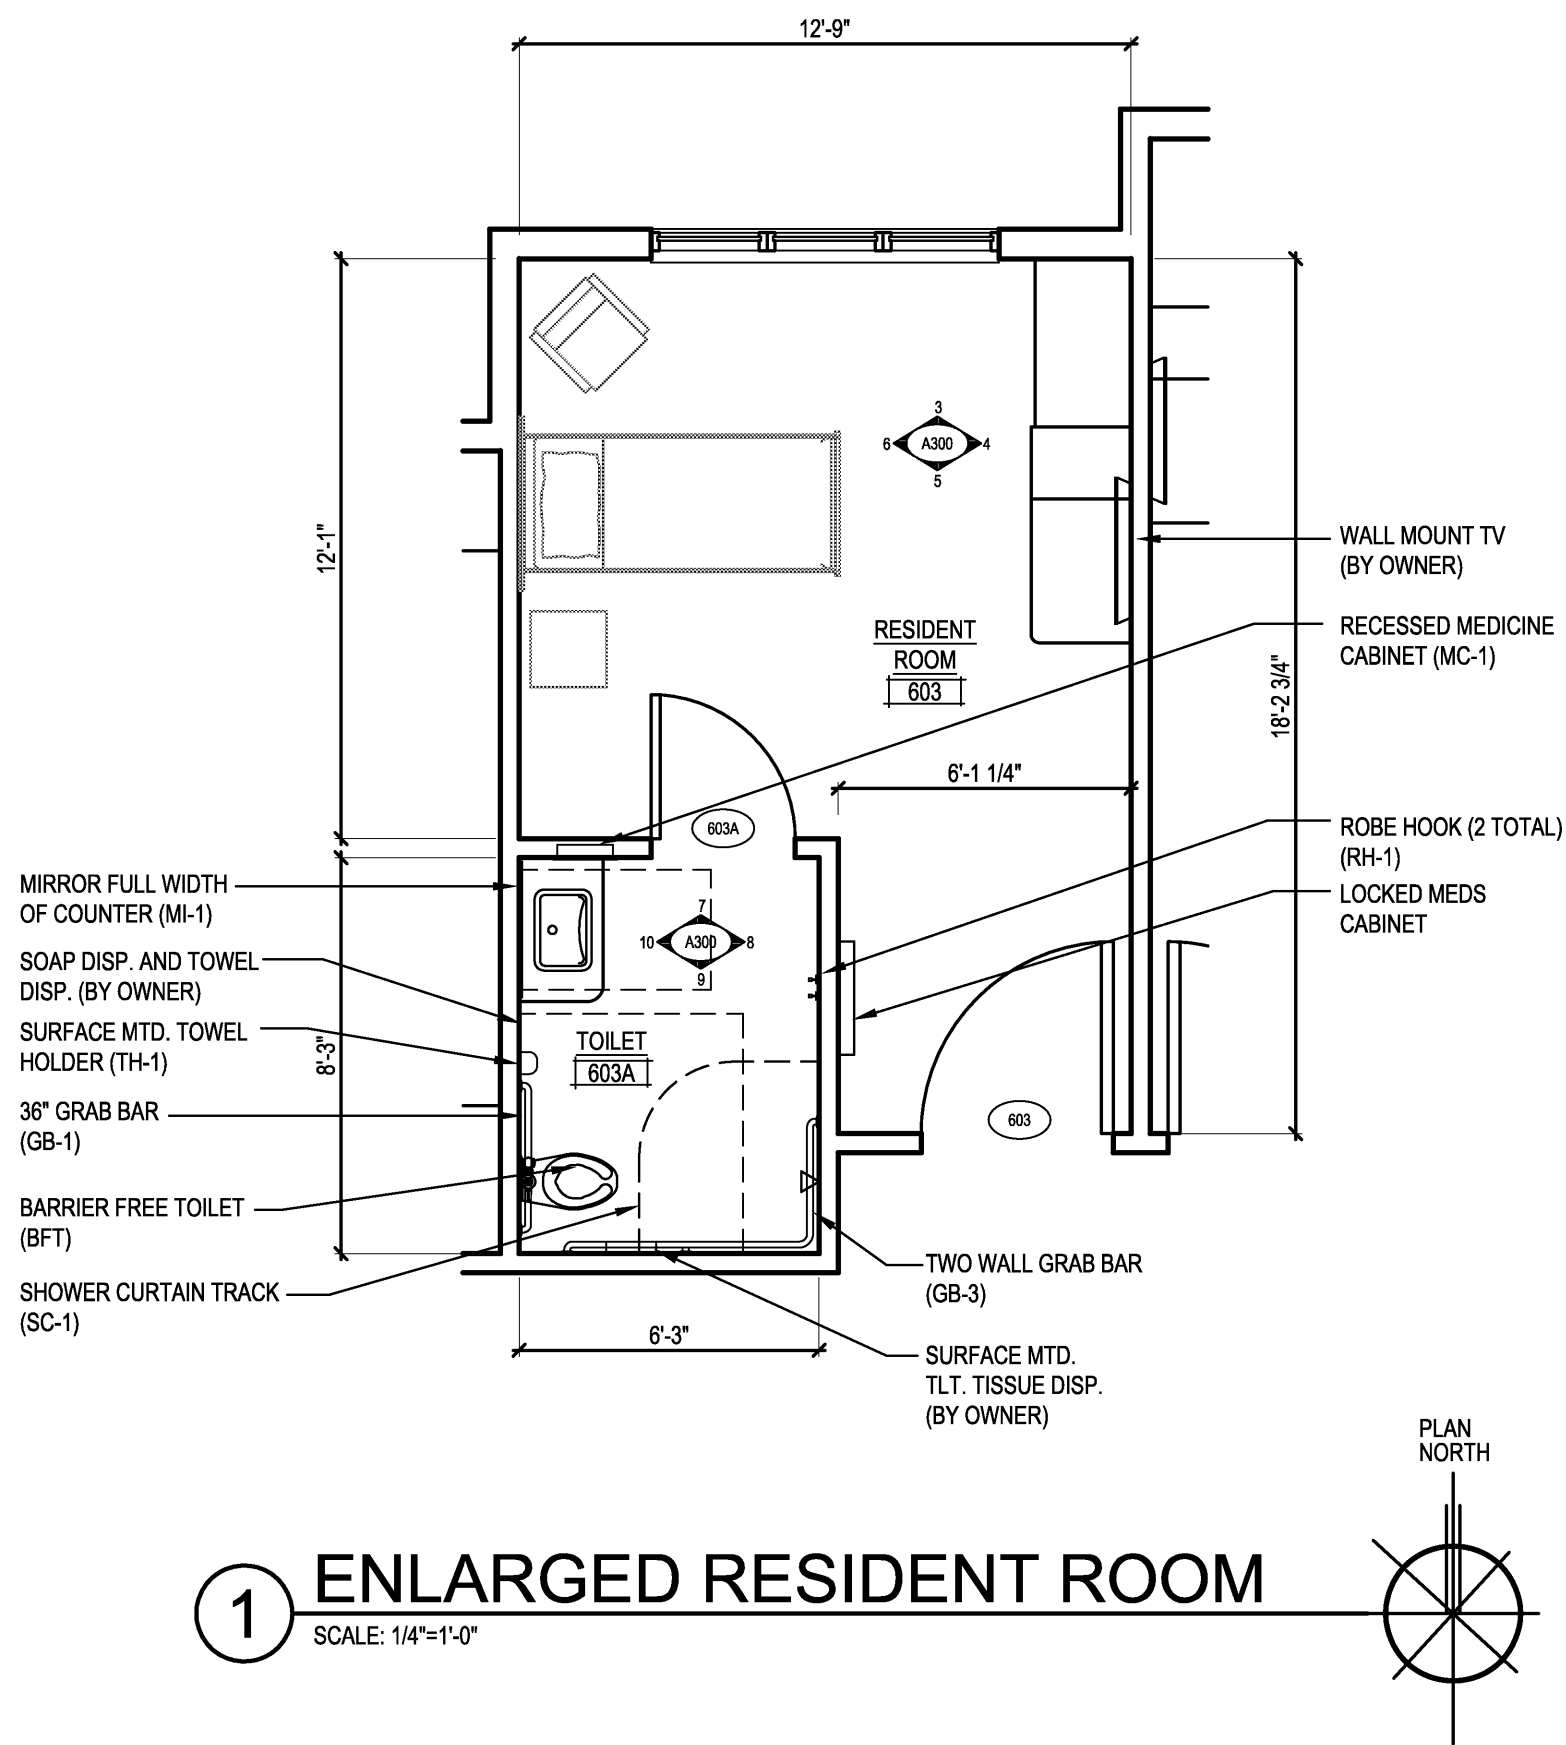 12'-9"
3
6 A300 4
5
12'-1"
WALL MOUNT TV
(BY OWNER)
RESIDENT
ROOM
603
RECESSED MEDICINE
CABINET (MC-1)
18'-2 3/4"
6'-1 1/4"
603A
ROBE HOOK (2 TOTAL)
(RH-1)
LOCKED MEDS
CABINET
MIRROR FULL WIDTH
OF COUNTER (MI-1)
7
10 A300 8
9
SOAP DISP. AND TOWEL
DISP. (BY OWNER)
SURFACE MTD. TOWEL
HOLDER (TH-1)
8'-3"
TOILET
603A
36" GRAB BAR
(GB-1)
603
BARRIER FREE TOILET
(BFT)
SHOWER CURTAIN TRACK
(SC-1)
TWO WALL GRAB BAR
(GB-3)
6'-3"
SURFACE MTD.
TLT. TISSUE DISP.
(BY OWNER)
PLAN
NORTH
1
ENLARGED RESIDENT ROOM
SCALE: 1/4"=1'-0"